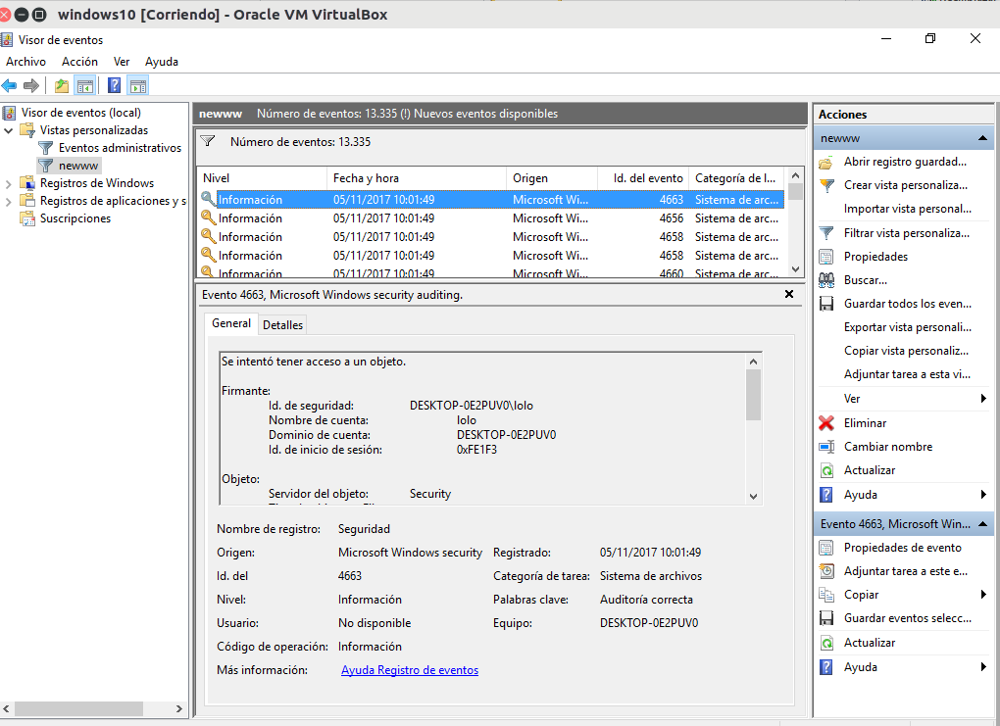 windows10 [Corriendo] - Oracle VM VirtualBox
Visor de eventos
Archivo Acción Ver Ayuda
Visor de eventos (local)
Vistas personalizadas
Eventos administrativos
newww
Registros de Windows
Registros de aplicaciones y s
Suscripciones
newww Número de eventos: 13.335 (!) Nuevos eventos disponibles
Número de eventos: 13.335
Nivel Fecha y hora Origen Id. del evento Categoría de l...
Información 05/11/2017 10:01:49 Microsoft Wi... 4663 Sistema de arc...
Información 05/11/2017 10:01:49 Microsoft Wi... 4656 Sistema de arc...
Información 05/11/2017 10:01:49 Microsoft Wi... 4658 Sistema de arc...
Información 05/11/2017 10:01:49 Microsoft Wi... 4658 Sistema de arc...
Información 05/11/2017 10:01:49 Microsoft Wi... 4660 Sistema de arc...
Evento 4663, Microsoft Windows security auditing.
General Detalles
Se intentó tener acceso a un objeto.
Firmante:
Id. de seguridad: DESKTOP-0E2PUV0\lolo
Nombre de cuenta: lolo
Dominio de cuenta: DESKTOP-0E2PUV0
Id. de inicio de sesión: 0xFE1F3
Objeto:
Servidor del objeto: Security
Nombre de registro: Seguridad
Origen: Microsoft Windows security Registrado: 05/11/2017 10:01:49
Id. del 4663 Categoría de tarea: Sistema de archivos
Nivel: Información Palabras clave: Auditoría correcta
Usuario: No disponible Equipo: DESKTOP-0E2PUV0
Código de operación: Información
Más información: Ayuda Registro de eventos
Acciones
newww
Abrir registro guardad...
Crear vista personaliza...
Importar vista personal...
Filtrar vista personaliza...
Propiedades
Buscar...
Guardar todos los even...
Exportar vista personali...
Copiar vista personaliz...
Adjuntar tarea a esta vi...
Ver
Eliminar
Cambiar nombre
Actualizar
Ayuda
Evento 4663, Microsoft Win...
Propiedades de evento
Adjuntar tarea a este e...
Copiar
Guardar eventos selecc...
Actualizar
Ayuda